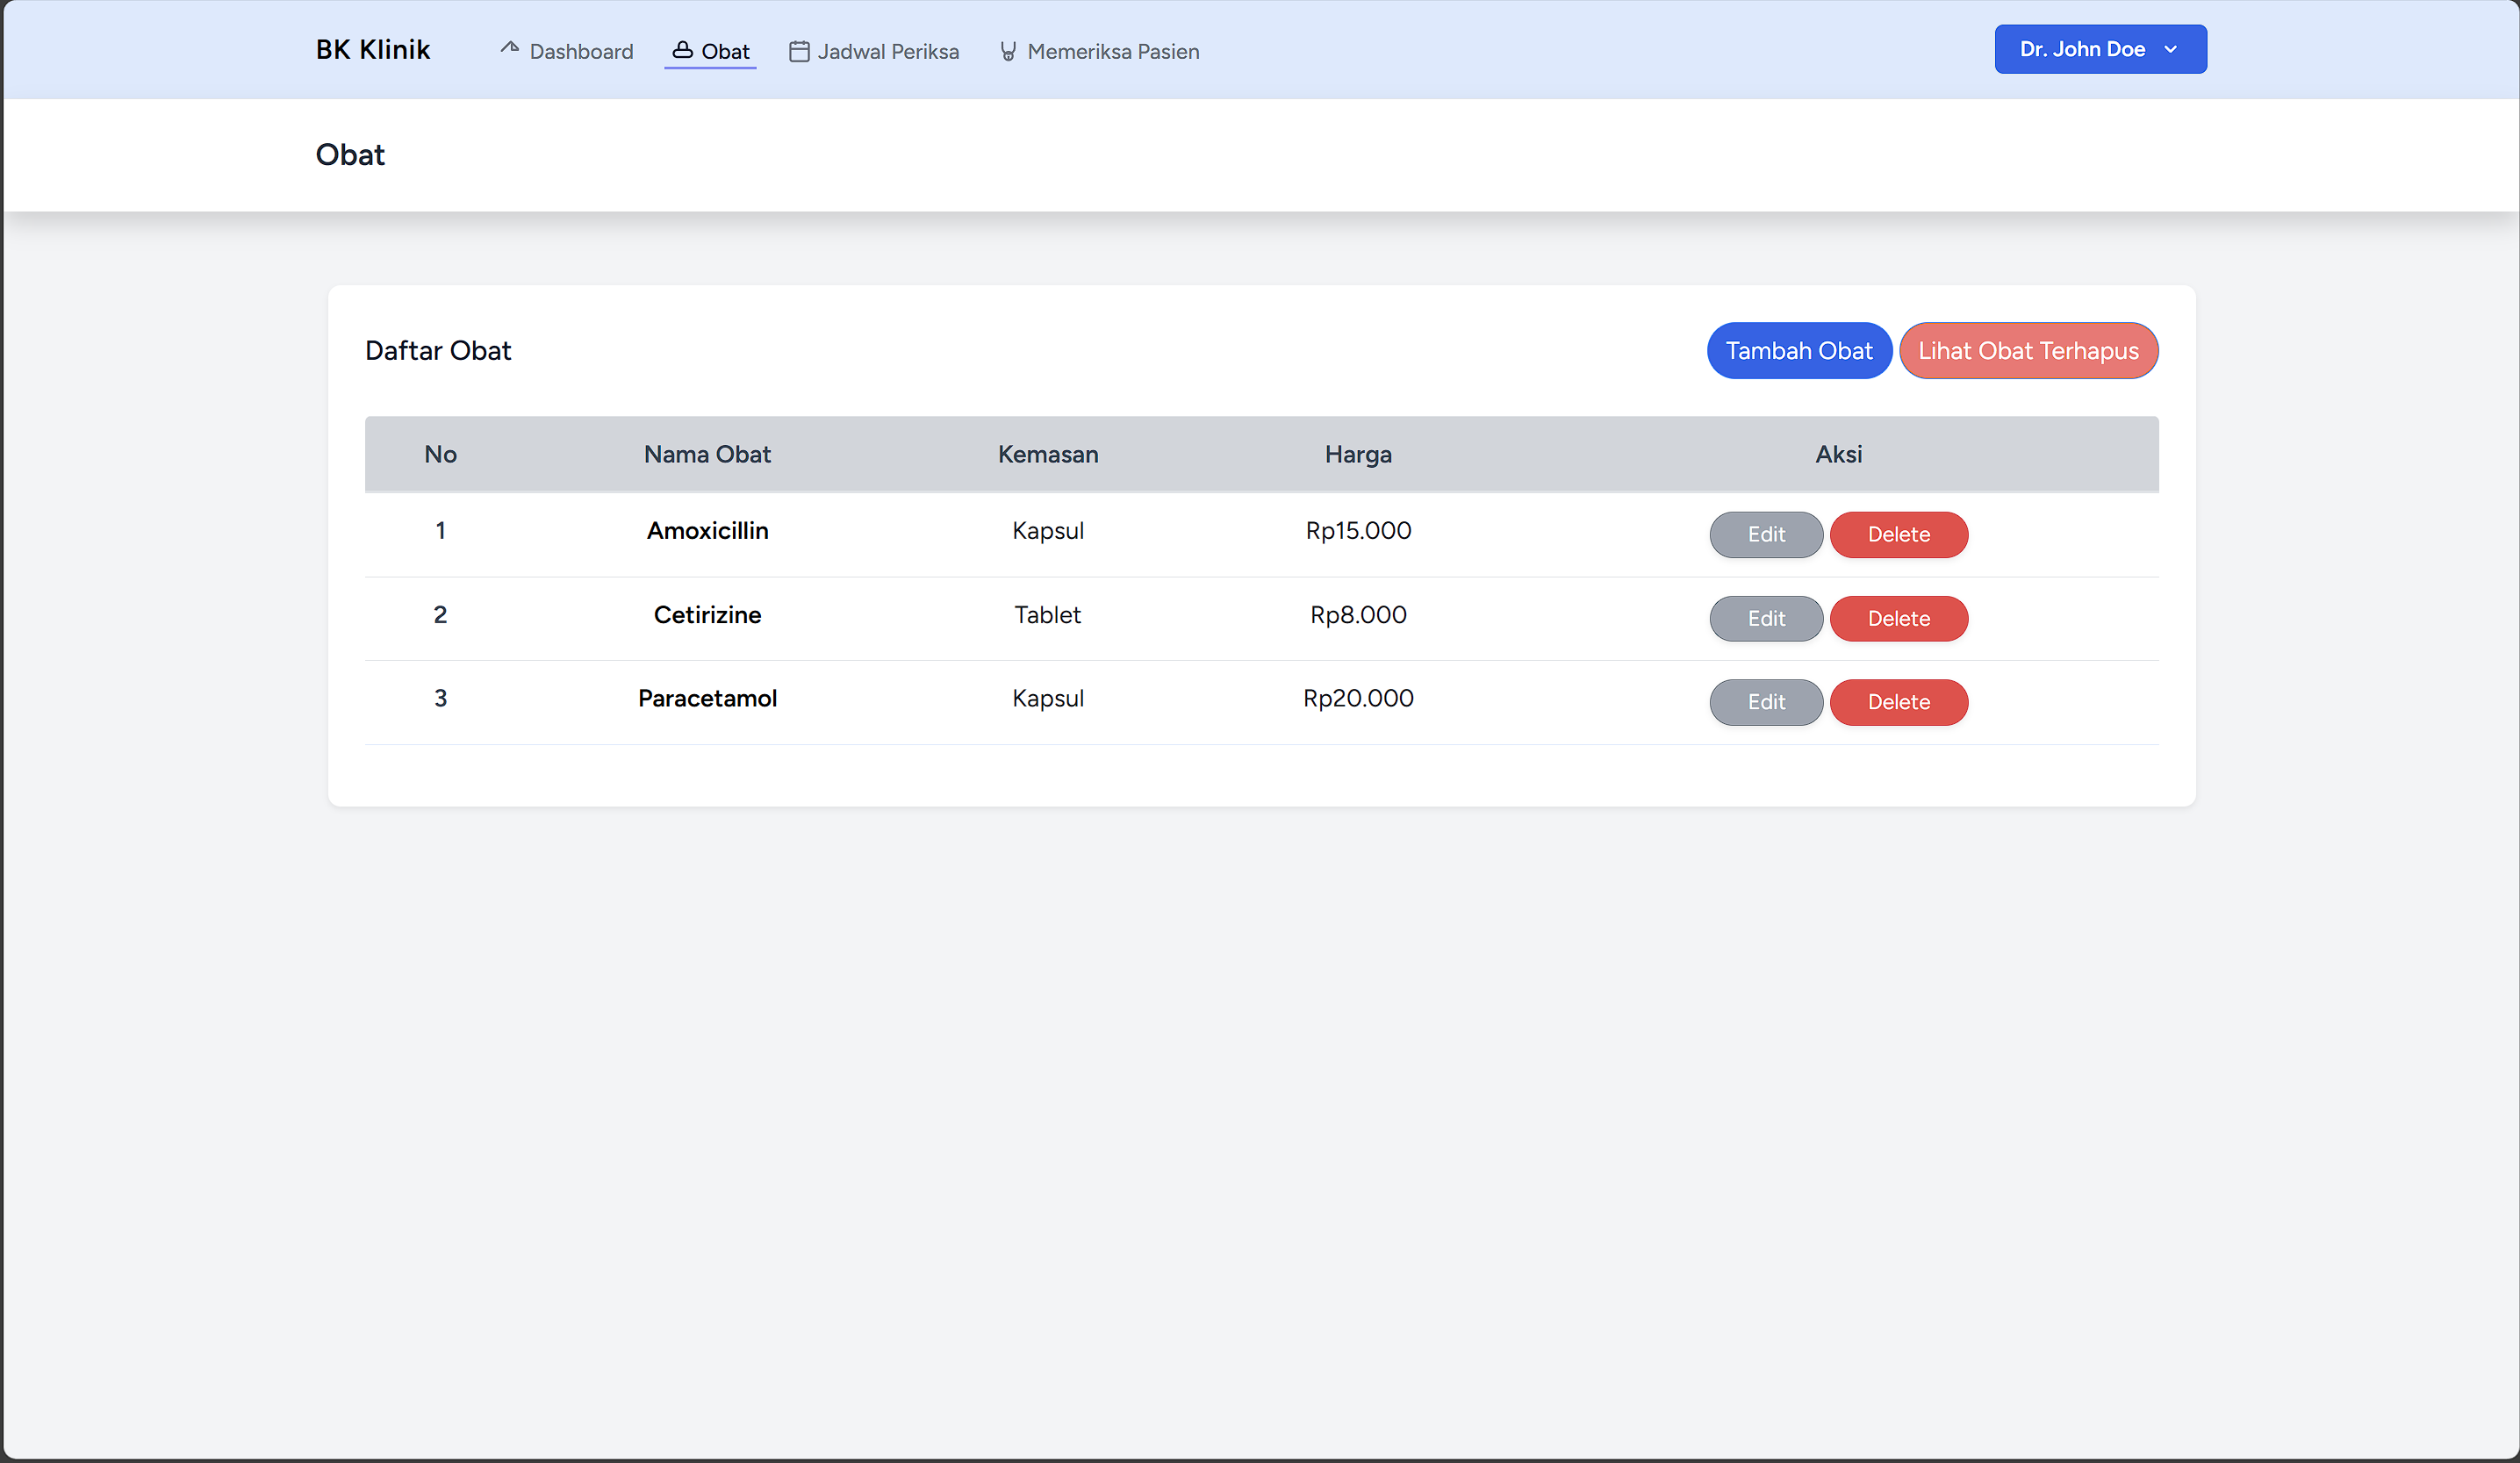 BK Klinik Dashboard Obat Jadwal Periksa Memeriksa Pasien Dr. John Doe
Obat
Daftar Obat Tambah Obat Lihat Obat Terhapus
No Nama Obat Kemasan Harga Aksi
1 Amoxicillin Kapsul Rp15.000 Edit Delete
2 Cetirizine Tablet Rp8.000 Edit Delete
3 Paracetamol Kapsul Rp20.000 Edit Delete